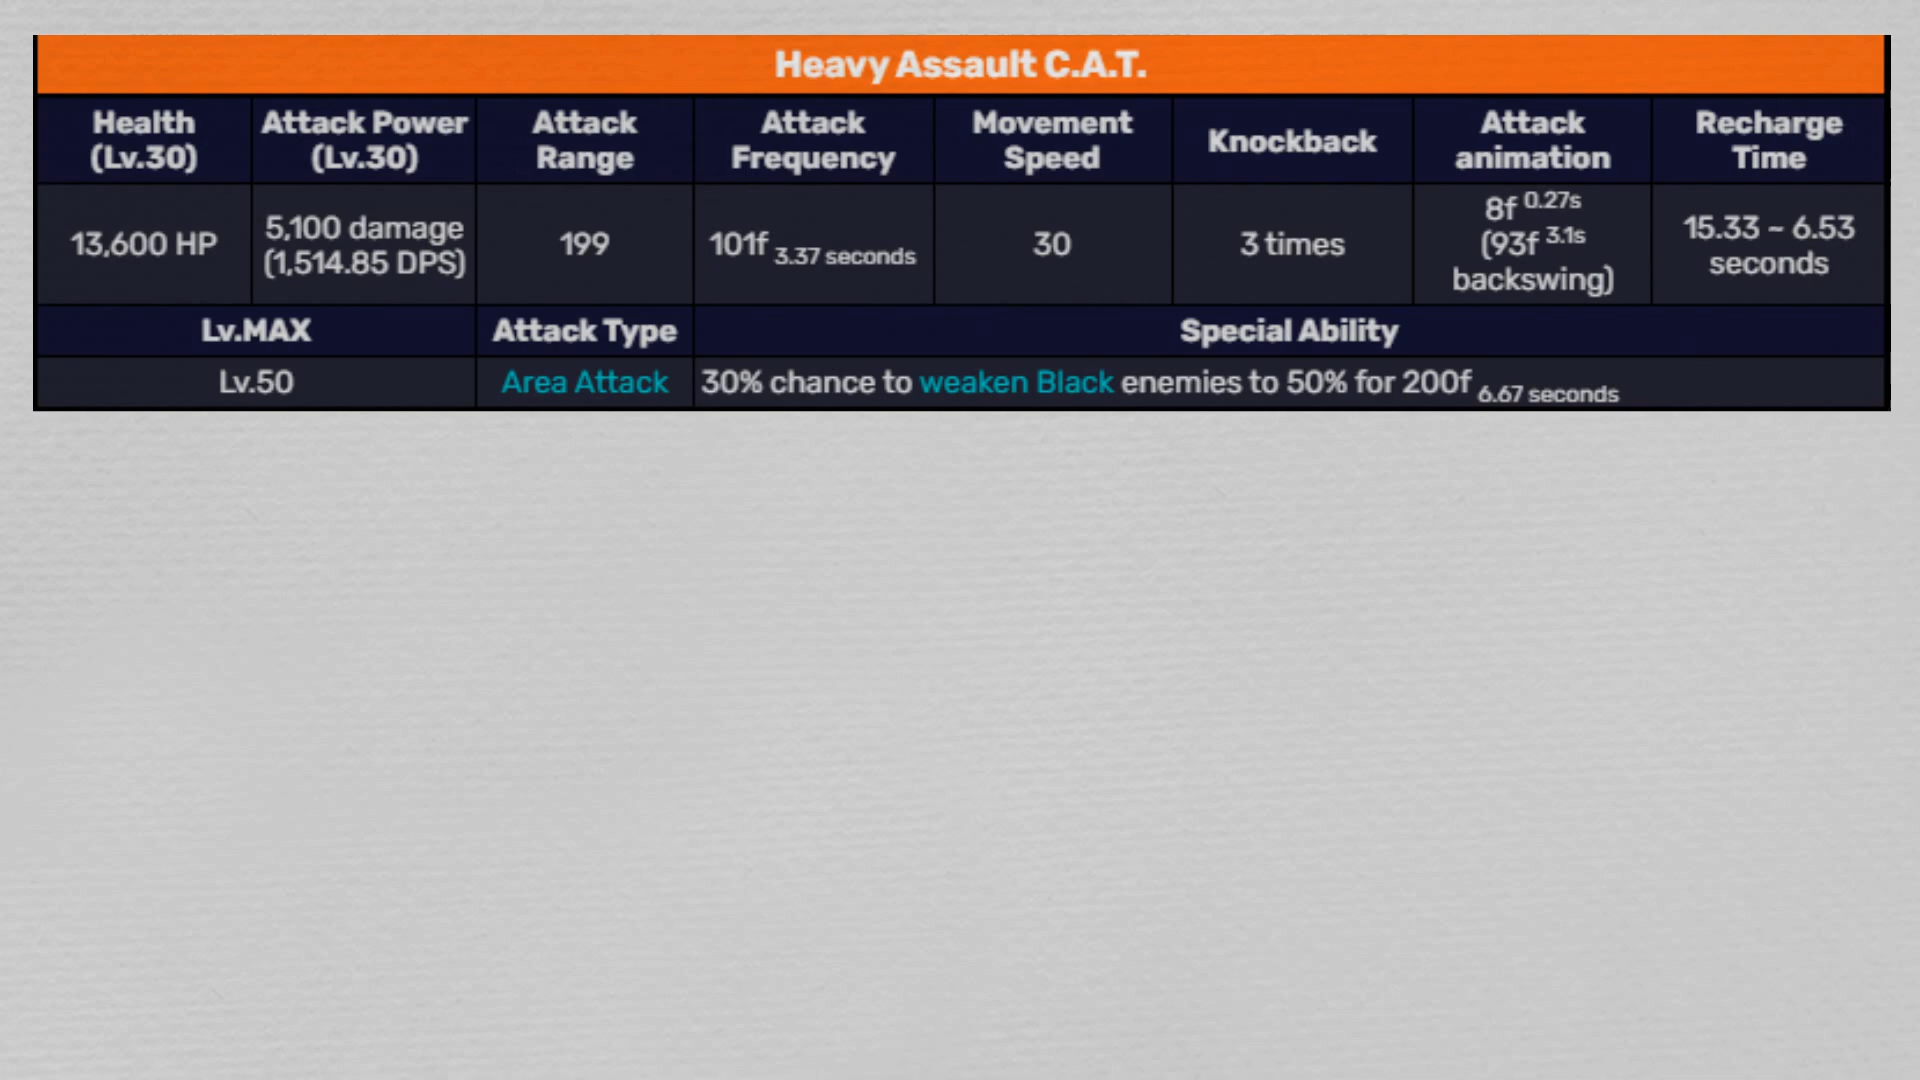 Heavy Assault C.A.T.
Health (Lv.30)
Attack Power (Lv.30)
Attack Range
Attack Frequency
Movement Speed
Knockback
Attack animation
Recharge Time
13,600 HP
5,100 damage (1,514.85 DPS)
199
101f 3.37 seconds
30
3 times
8f 0.27s (93f 3.1s backswing)
15.33 ~ 6.53 seconds
Lv.MAX
Attack Type
Special Ability
Lv.50
Area Attack
30% chance to weaken Black enemies to 50% for 200f 6.67 seconds